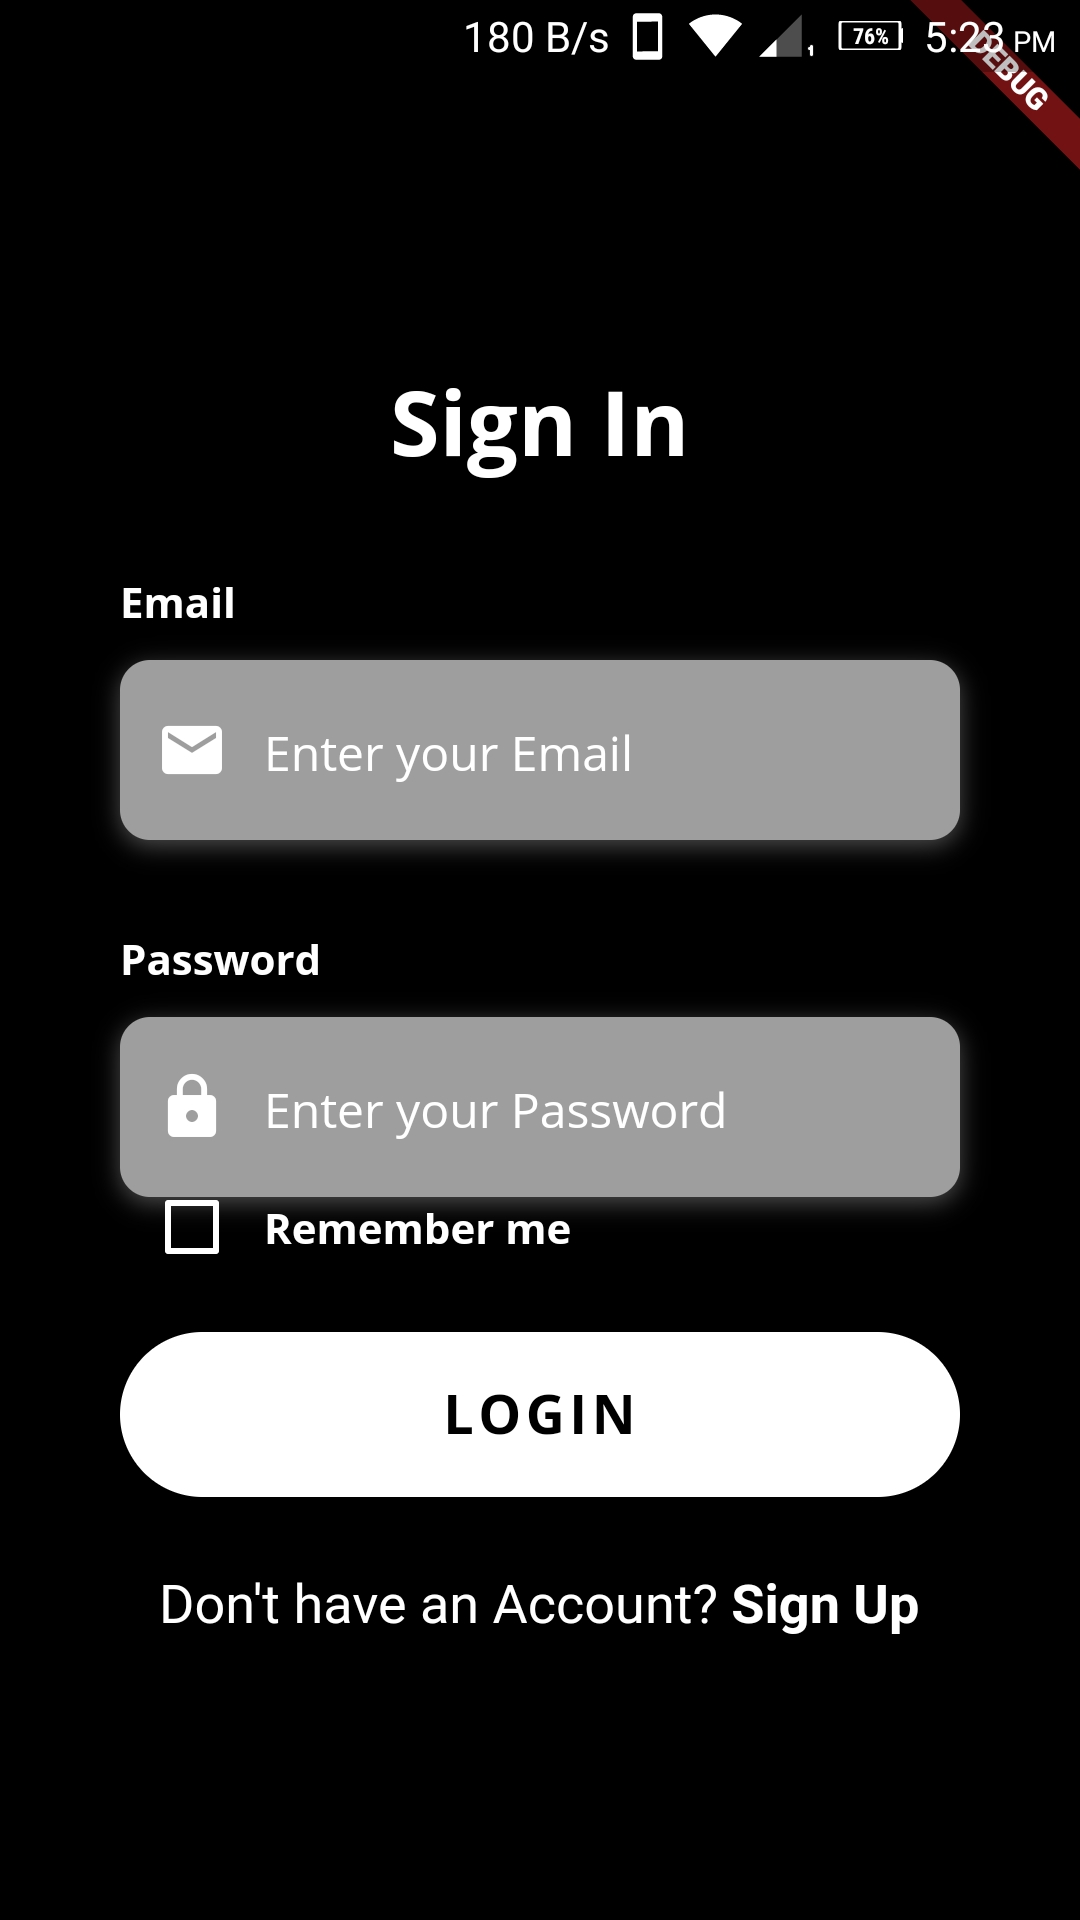 180 B/s 76% 5:23 PM
DEBUG
Sign In
Email
Enter your Email
Password
Enter your Password
Remember me
LOGIN
Don't have an Account? Sign Up